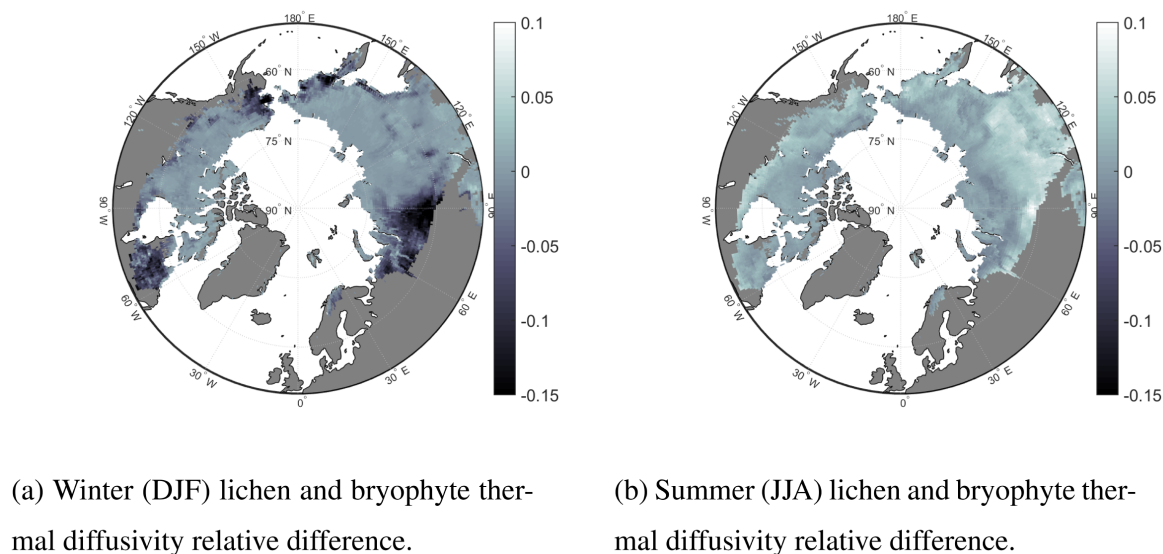 180° E
150° W
150° E
120° W
120° E
60° N
75° N
90° W
90° N
90° E
60° W
60° E
30° W
30° E
0°
0.1
0.05
0
-0.05
-0.1
-0.15
180° E
150° W
150° E
120° W
120° E
60° N
75° N
90° W
90° N
90° E
60° W
60° E
30° W
30° E
0°
0.1
0.05
0
-0.05
-0.1
-0.15
(a) Winter (DJF) lichen and bryophyte ther-
mal diffusivity relative difference.
(b) Summer (JJA) lichen and bryophyte ther-
mal diffusivity relative difference.